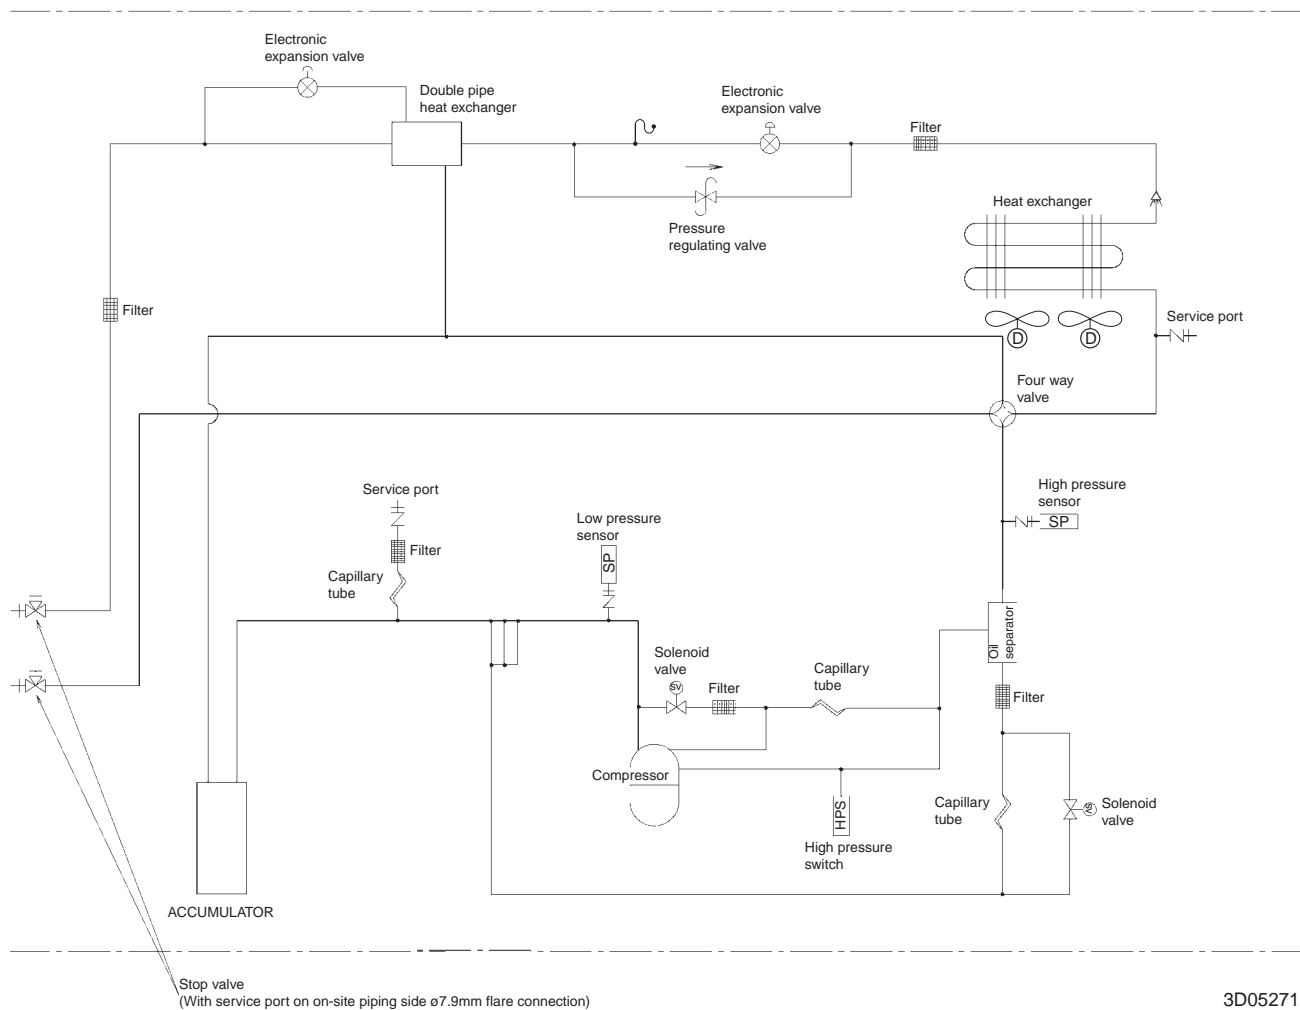 Electronic
expansion valve
Double pipe
heat exchanger
Electronic
expansion valve
Filter
Pressure
regulating valve
Heat exchanger
Filter
Service port
D
D
Four way
valve
Service port
High pressure
sensor
SP
Low pressure
sensor
SP
Filter
Capillary
tube
Oil
separator
Solenoid
valve
SV
Filter
Capillary
tube
Filter
Compressor
HPS
High pressure
switch
Capillary
tube
SV
Solenoid
valve
ACCUMULATOR
Stop valve
(With service port on on-site piping side ø7.9mm flare connection)
3D05271